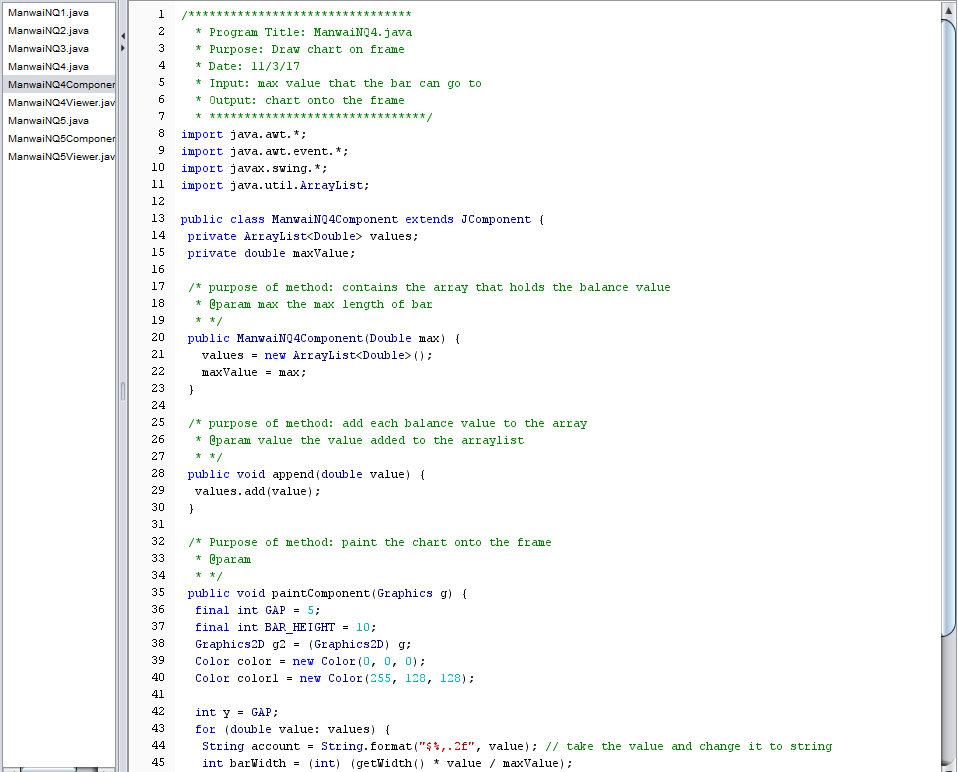 ManwaiNQ1.java
ManwaiNQ2.java
ManwaiNQ3.java
ManwaiNQ4.java
ManwaiNQ4Componer
ManwaiNQ4Viewer.jav
ManwaiNQ5.java
ManwaiNQ5Componer
ManwaiNQ5Viewer.jav
1 /********************************
2 * Program Title: ManwaiNQ4.java
3 * Purpose: Draw chart on frame
4 * Date: 11/3/17
5 * Input: max value that the bar can go to
6 * Output: chart onto the frame
7 * *******************************/
8 import java.awt.*;
9 import java.awt.event.*;
10 import javax.swing.*;
11 import java.util.ArrayList;
12
13 public class ManwaiNQ4Component extends JComponent {
14 private ArrayList<Double> values;
15 private double maxValue;
16
17 /* purpose of method: contains the array that holds the balance value
18 * @param max the max length of bar
19 * */
20 public ManwaiNQ4Component(Double max) {
21 values = new ArrayList<Double>();
22 maxValue = max;
23 }
24
25 /* purpose of method: add each balance value to the array
26 * @param value the value added to the arraylist
27 * */
28 public void append(double value) {
29 values.add(value);
30 }
31
32 /* Purpose of method: paint the chart onto the frame
33 * @param
34 * */
35 public void paintComponent(Graphics g) {
36 final int GAP = 5;
37 final int BAR_HEIGHT = 10;
38 Graphics2D g2 = (Graphics2D) g;
39 Color color = new Color(0, 0, 0);
40 Color color1 = new Color(255, 128, 128);
41
42 int y = GAP;
43 for (double value: values) {
44 String account = String.format("$%,.2f", value); // take the value and change it to string
45 int barWidth = (int) (getWidth() * value / maxValue);